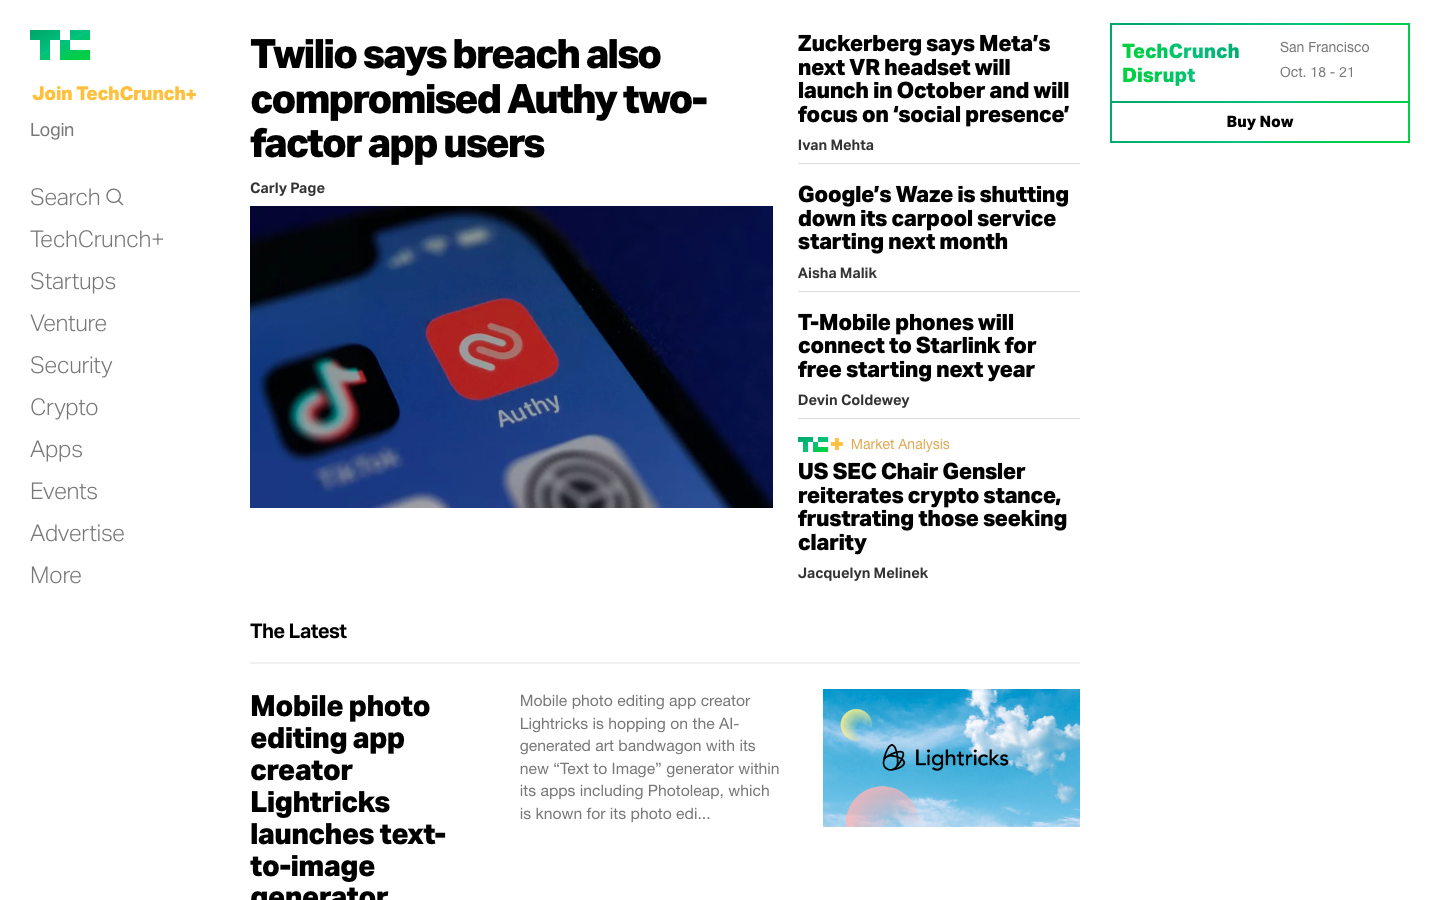 TC
Join TechCrunch+
Login
Search
TechCrunch+
Startups
Venture
Security
Crypto
Apps
Events
Advertise
More
Twilio says breach also
compromised Authy two-
factor app users
Carly Page
TikTok
Authy
Zuckerberg says Meta’s
next VR headset will
launch in October and will
focus on ‘social presence’
Ivan Mehta
Google’s Waze is shutting
down its carpool service
starting next month
Aisha Malik
T-Mobile phones will
connect to Starlink for
free starting next year
Devin Coldewey
TC+ Market Analysis
US SEC Chair Gensler
reiterates crypto stance,
frustrating those seeking
clarity
Jacquelyn Melinek
TechCrunch
Disrupt
San Francisco
Oct. 18 - 21
Buy Now
The Latest
Mobile photo
editing app
creator
Lightricks
launches text-
to-image
generator
Mobile photo editing app creator
Lightricks is hopping on the AI-
generated art bandwagon with its
new “Text to Image” generator within
its apps including Photoleap, which
is known for its photo edi...
Lightricks